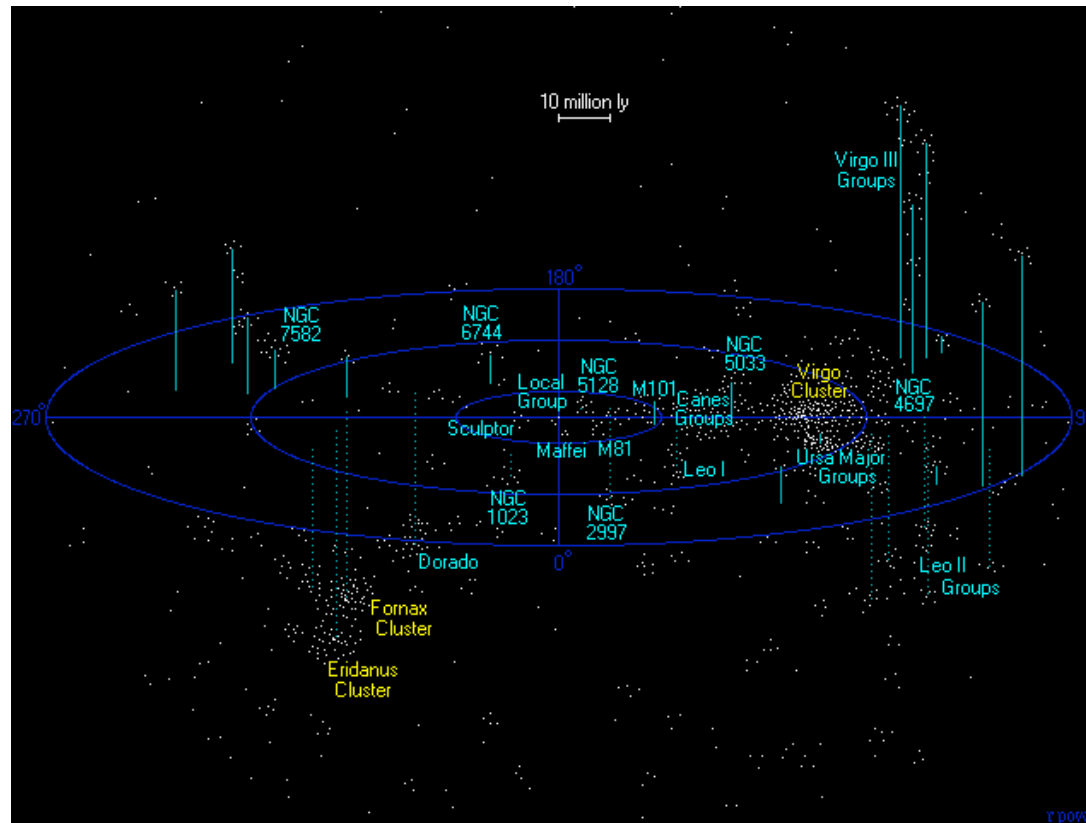 10 million ly
Virgo III
Groups
180°
NGC
7582
NGC
6744
NGC
5128
NGC
5033
Virgo
Cluster
NGC
4697
Local
Group
M101
Canes
Groups
270°
Sculptor
Maffei
M81
Leo I
Ursa Major
Groups
NGC
1023
NGC
2997
0°
Dorado
Leo II
Groups
Fornax
Cluster
Eridanus
Cluster